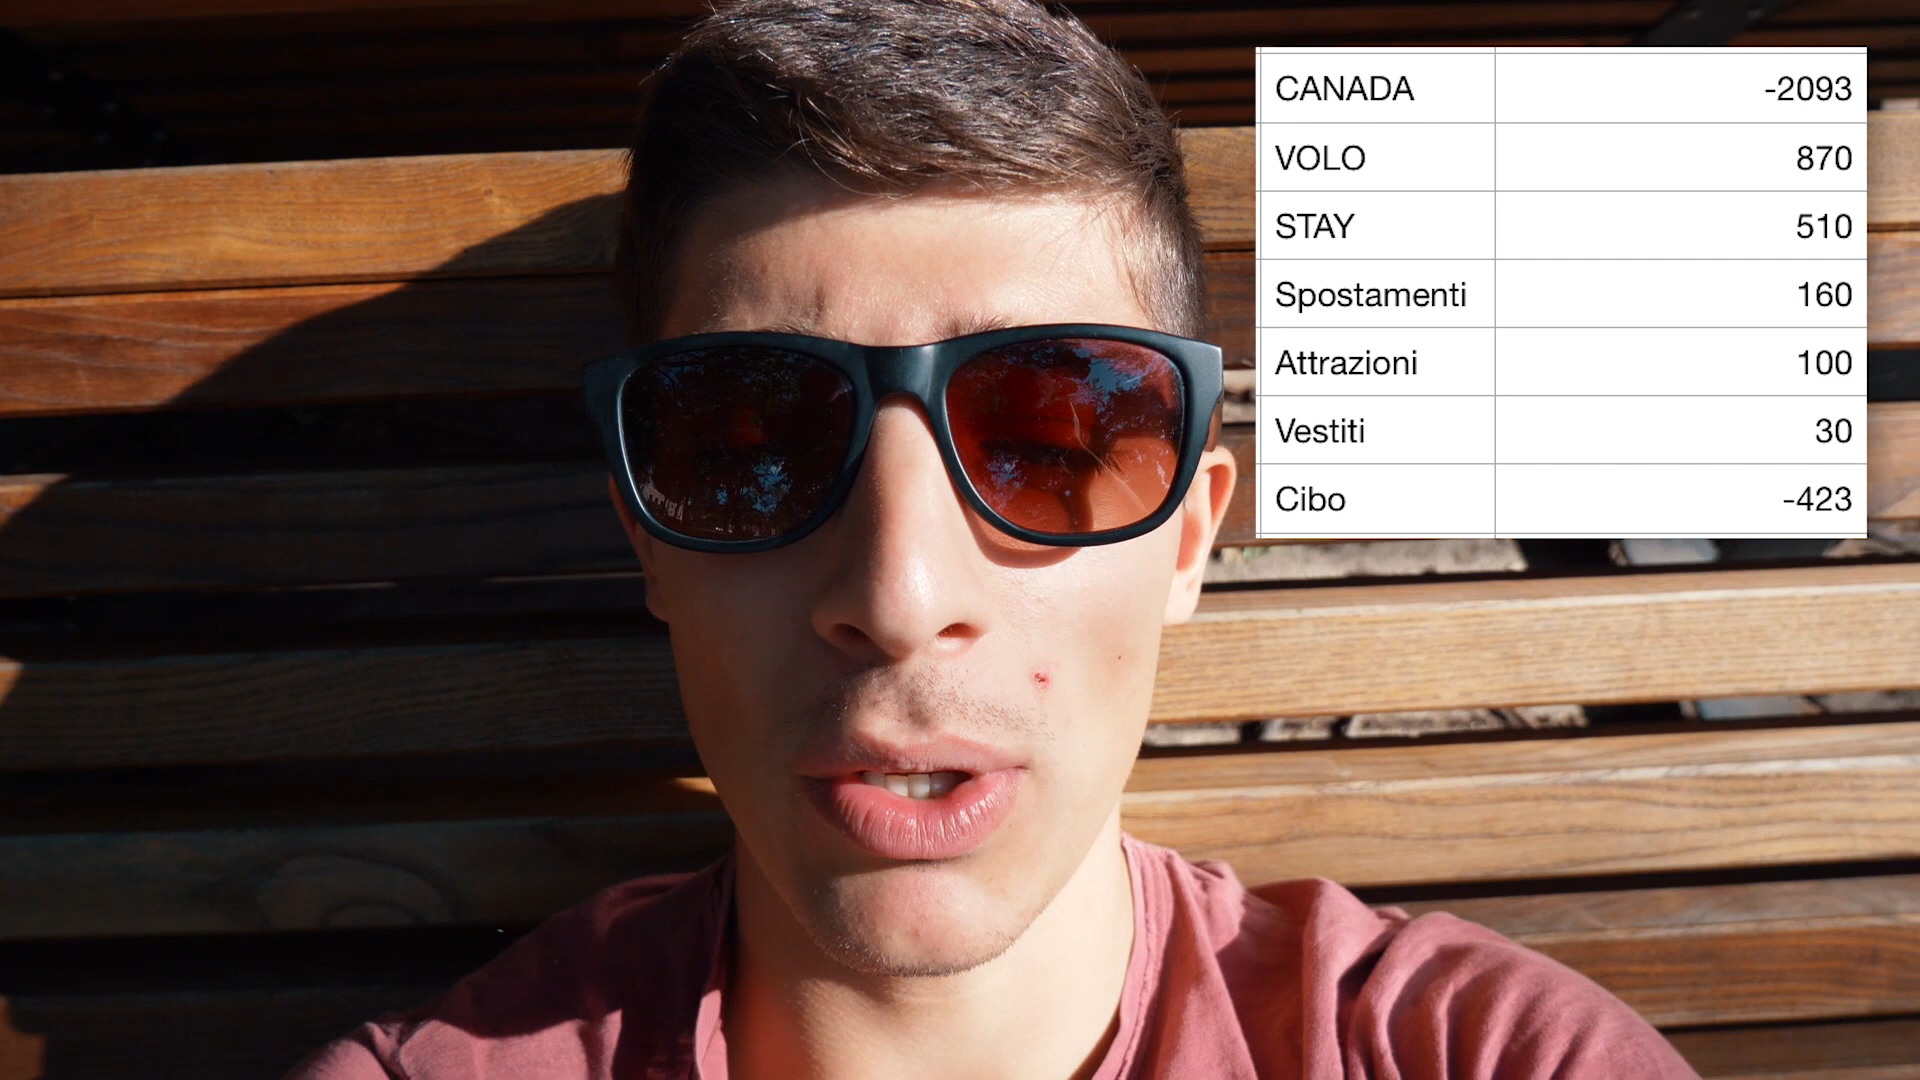 CANADA -2093
VOLO 870
STAY 510
Spostamenti 160
Attrazioni 100
Vestiti 30
Cibo -423